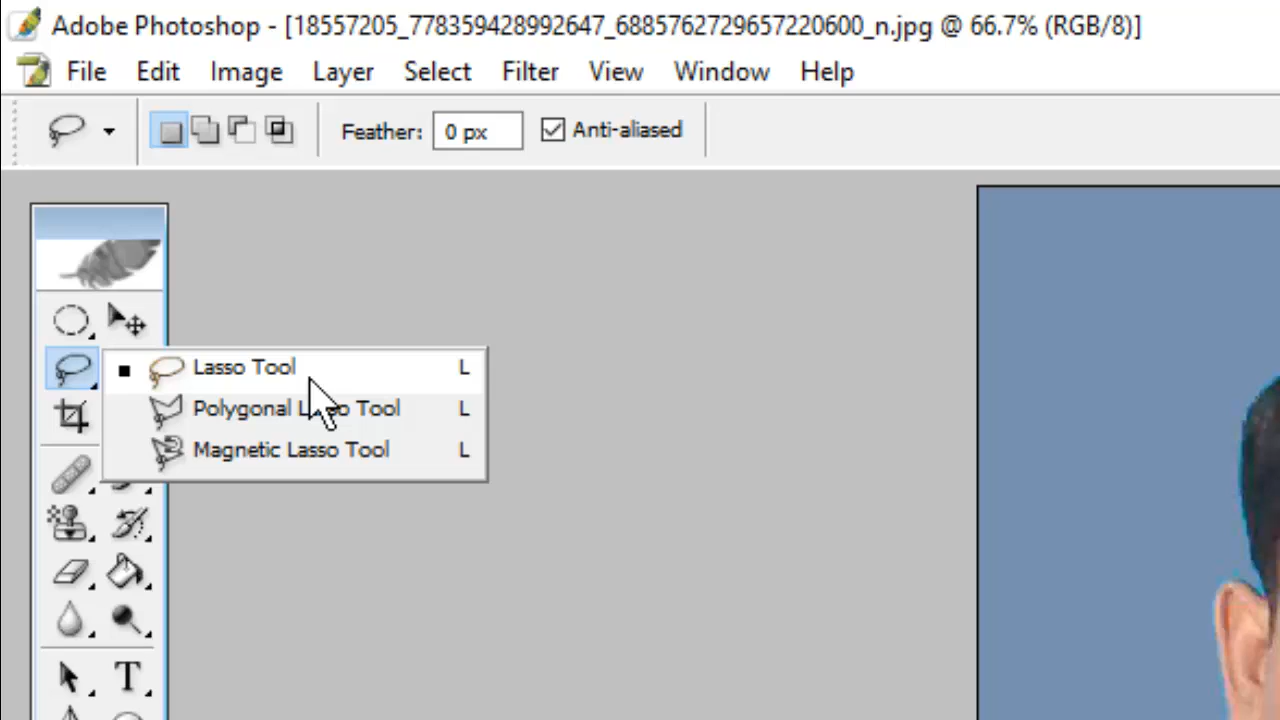 Adobe Photoshop - [18557205_778359428992647_6885762729657220600_n.jpg @ 66.7% (RGB/8)]
File Edit Image Layer Select Filter View Window Help
Feather: 0 px Anti-aliased
Lasso Tool L
Polygonal Lasso Tool L
Magnetic Lasso Tool L
T